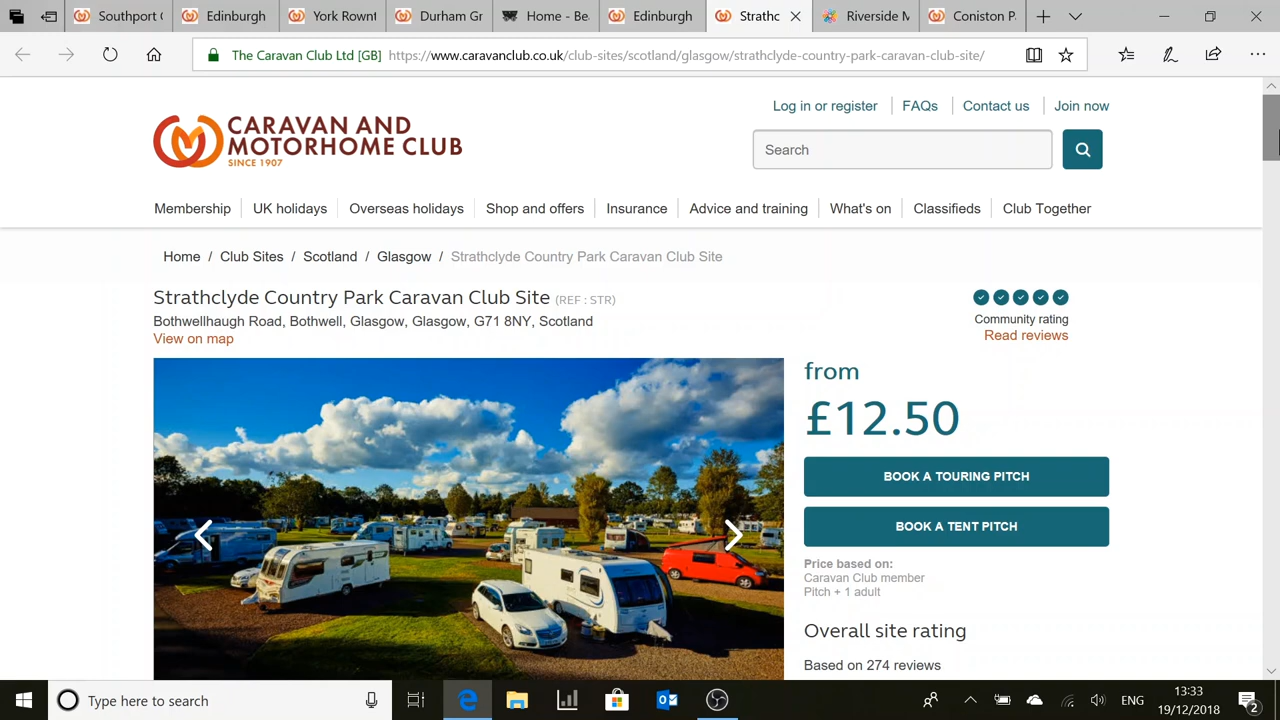 Southport C
Edinburgh
York Rownt
Durham Gr
Home - Be
Edinburgh
Strathc
Riverside M
Coniston P
The Caravan Club Ltd [GB] https://www.caravanclub.co.uk/club-sites/scotland/glasgow/strathclyde-country-park-caravan-club-site/
Log in or register FAQs Contact us Join now
CARAVAN AND
MOTORHOME CLUB
SINCE 1907
Search
Membership UK holidays Overseas holidays Shop and offers Insurance Advice and training What's on Classifieds Club Together
Home / Club Sites / Scotland / Glasgow / Strathclyde Country Park Caravan Club Site
Strathclyde Country Park Caravan Club Site (REF : STR)
Bothwellhaugh Road, Bothwell, Glasgow, Glasgow, G71 8NY, Scotland
View on map
Community rating
Read reviews
from
£12.50
BOOK A TOURING PITCH
BOOK A TENT PITCH
Price based on:
Caravan Club member
Pitch + 1 adult
Overall site rating
Based on 274 reviews
Type here to search
ENG
13:33
19/12/2018
2